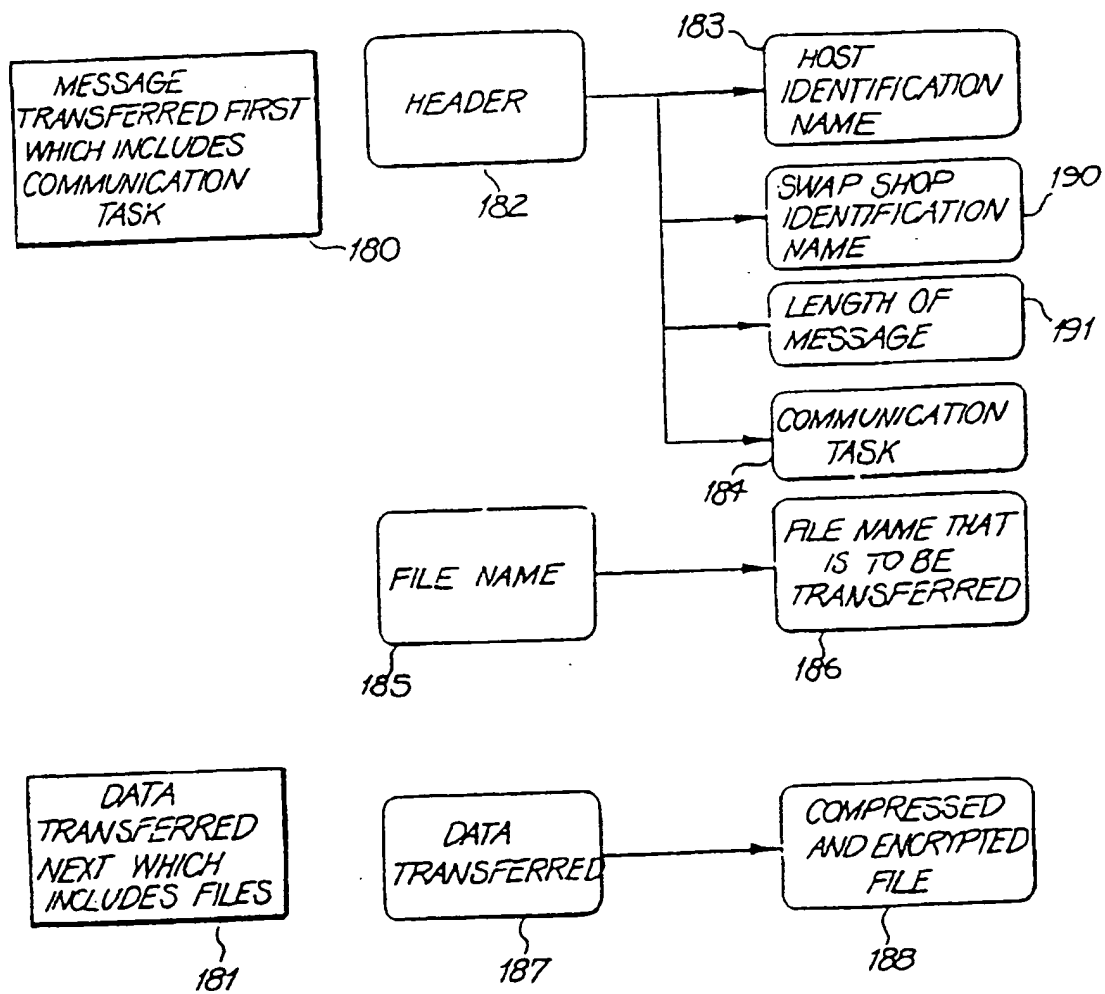 MESSAGE
TRANSFERRED FIRST
WHICH INCLUDES
COMMUNICATION
TASK
180
HEADER
182
183
HOST
IDENTIFICATION
NAME
SWAP SHOP
IDENTIFICATION
NAME
190
LENGTH OF
MESSAGE
191
COMMUNICATION
TASK
184
FILE NAME
185
FILE NAME THAT
IS TO BE
TRANSFERRED
186
DATA
TRANSFERRED
NEXT WHICH
INCLUDES FILES
181
DATA
TRANSFERRED
187
COMPRESSED
AND ENCRYPTED
FILE
188